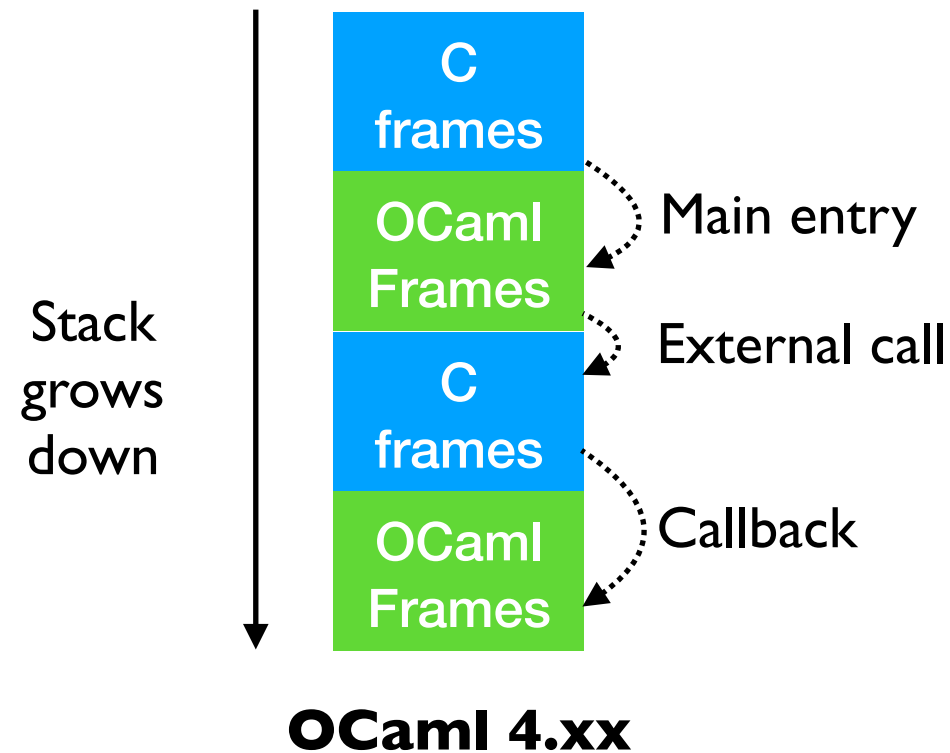 C
frames
OCaml
Frames
Main entry
External call
C
frames
OCaml
Frames
Callback
Stack
grows
down
OCaml 4.xx